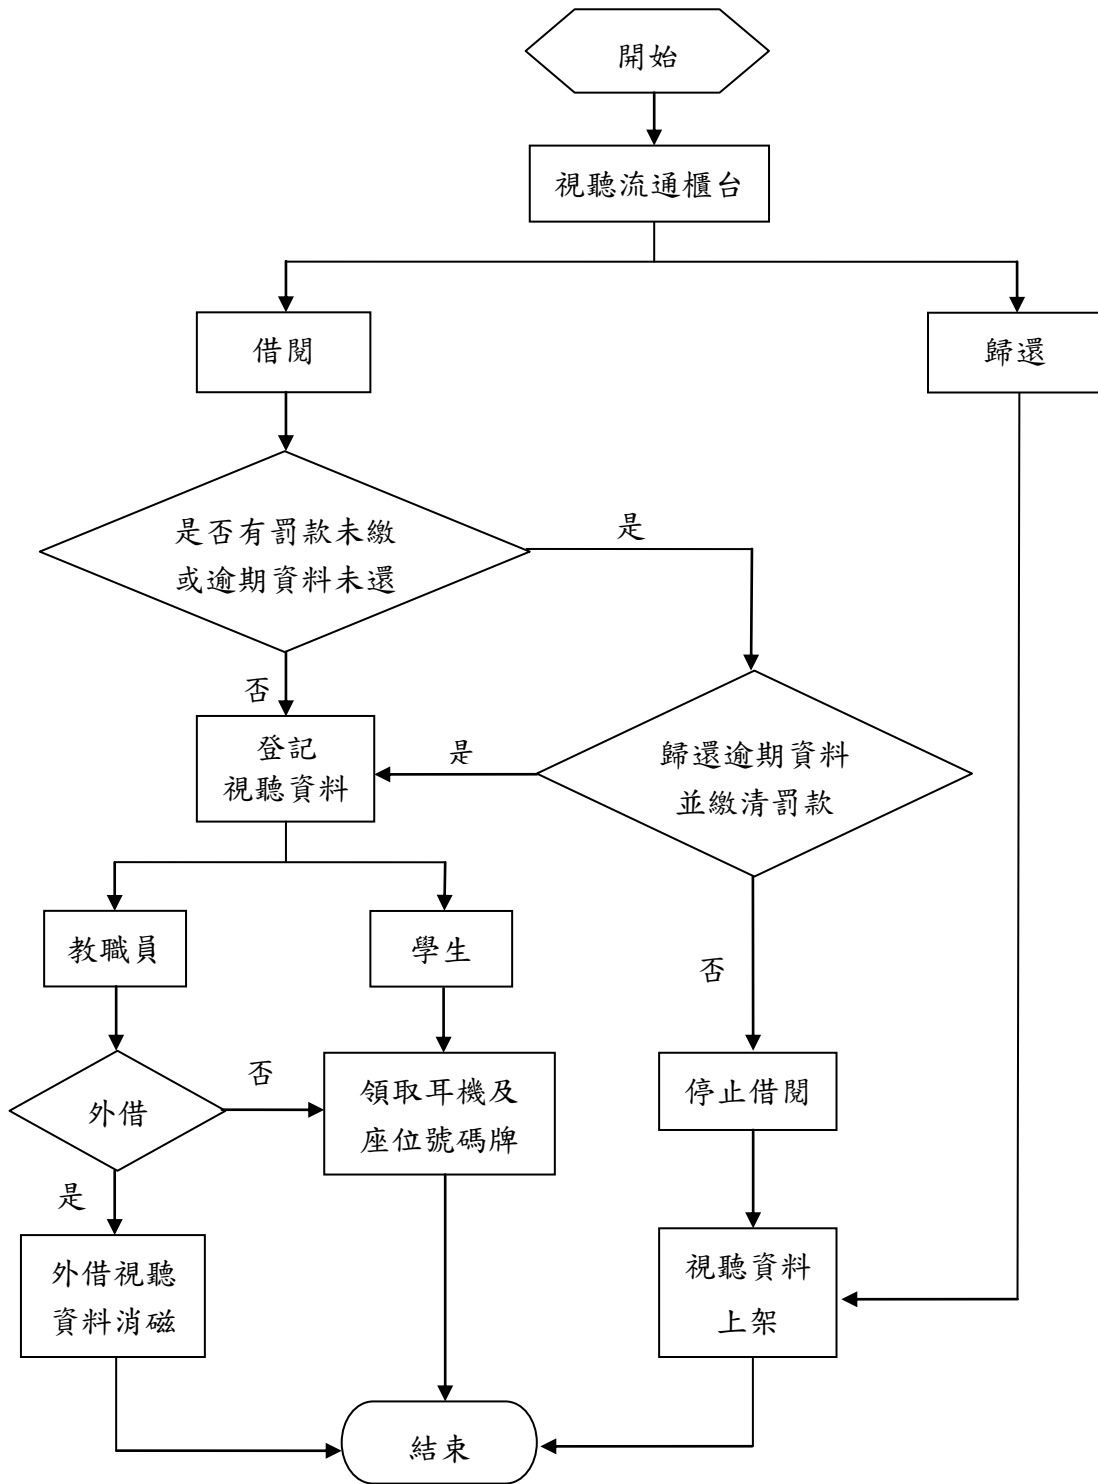 開始
視聽流通櫃台
借閱
歸還
是否有罰款未繳
或逾期資料未還
是
否
登記
視聽資料
是
歸還逾期資料
並繳清罰款
教職員
學生
否
外借
否
領取耳機及
座位號碼牌
停止借閱
是
外借視聽
資料消磁
視聽資料
上架
結束